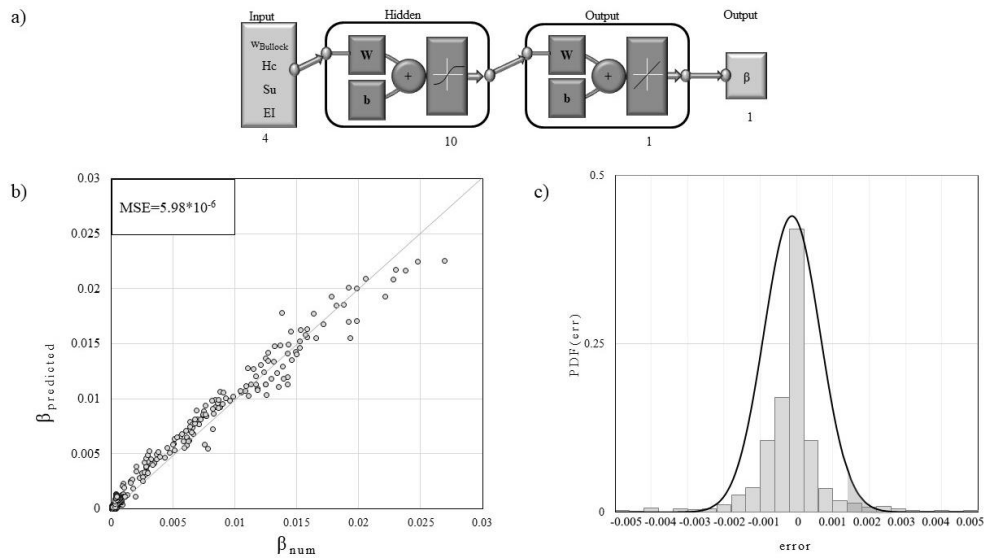 a)
Input
Hidden
Output
Output
wBullock
Hc
Su
EI
W
b
+
W
b
+
β
4
10
1
1
b)
MSE=5.98*10-6
0.03
0.025
0.02
0.015
0.01
0.005
0
0 0.005 0.01 0.015 0.02 0.025 0.03
βpredicted
βnum
c)
0.5
0.25
0
PDF(err)
-0.005 -0.004 -0.003 -0.002 -0.001 0 0.001 0.002 0.003 0.004 0.005
error